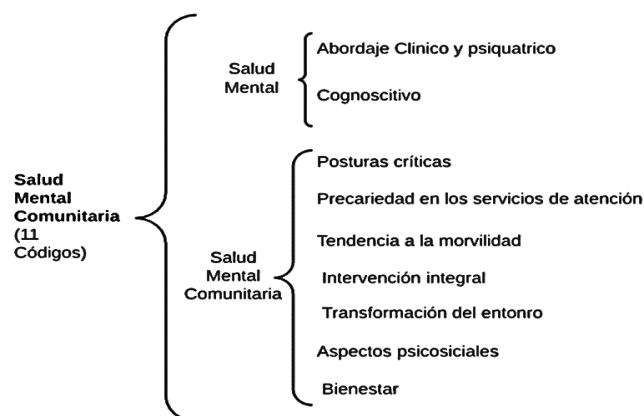 Salud
Mental
Comunitaria
(11
Códigos)
Salud
Mental
Abordaje Clinico y psiquatrico
Cognoscitivo
Salud
Mental
Comunitaria
Posturas críticas
Precariedad en los servicios de atención
Tendencia a la morvilidad
Intervención integral
Transformación del entonro
Aspectos psicosiciales
Bienestar